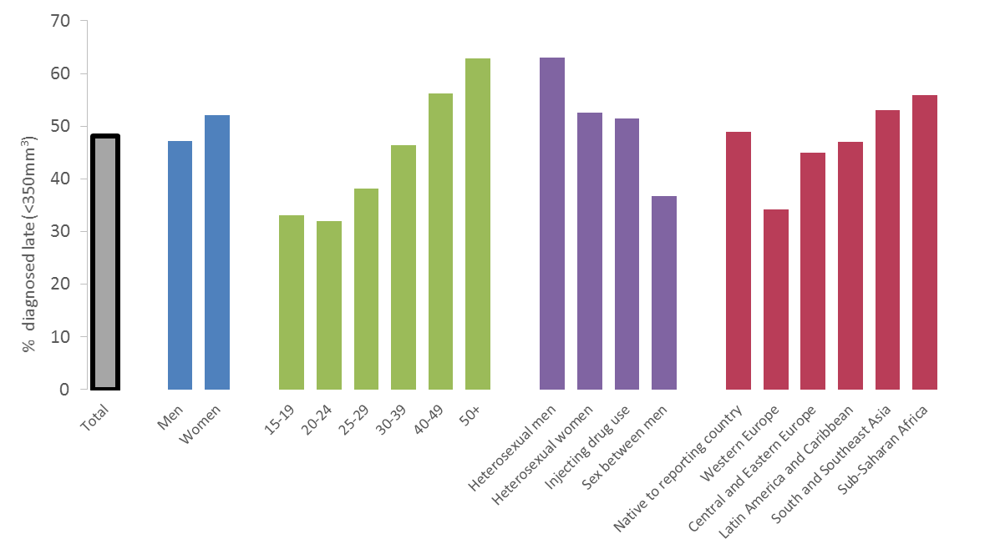 % diagnosed late (<350mm³)
70
60
50
40
30
20
10
0
Total
Men
Women
15-19
20-24
25-29
30-39
40-49
50+
Heterosexual men
Heterosexual women
Injecting drug use
Sex between men
Native to reporting country
Western Europe
Central and Eastern Europe
Latin America and Caribbean
South and Southeast Asia
Sub-Saharan Africa